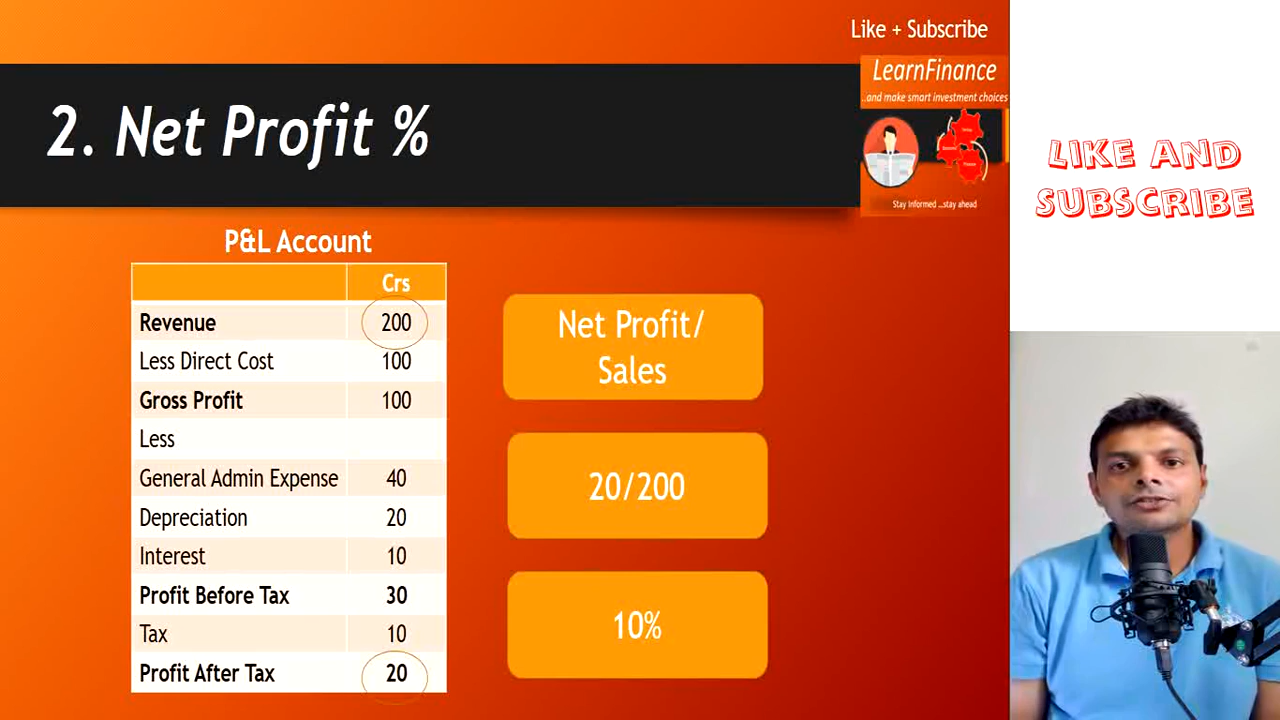 Like + Subscribe
LearnFinance
..and make smart investment choices
Stay Informed ...stay ahead
2. Net Profit %
LIKE AND
SUBSCRIBE
P&L Account
Crs
Revenue 200
Less Direct Cost 100
Gross Profit 100
Less
General Admin Expense 40
Depreciation 20
Interest 10
Profit Before Tax 30
Tax 10
Profit After Tax 20
Net Profit/
Sales
20/200
10%